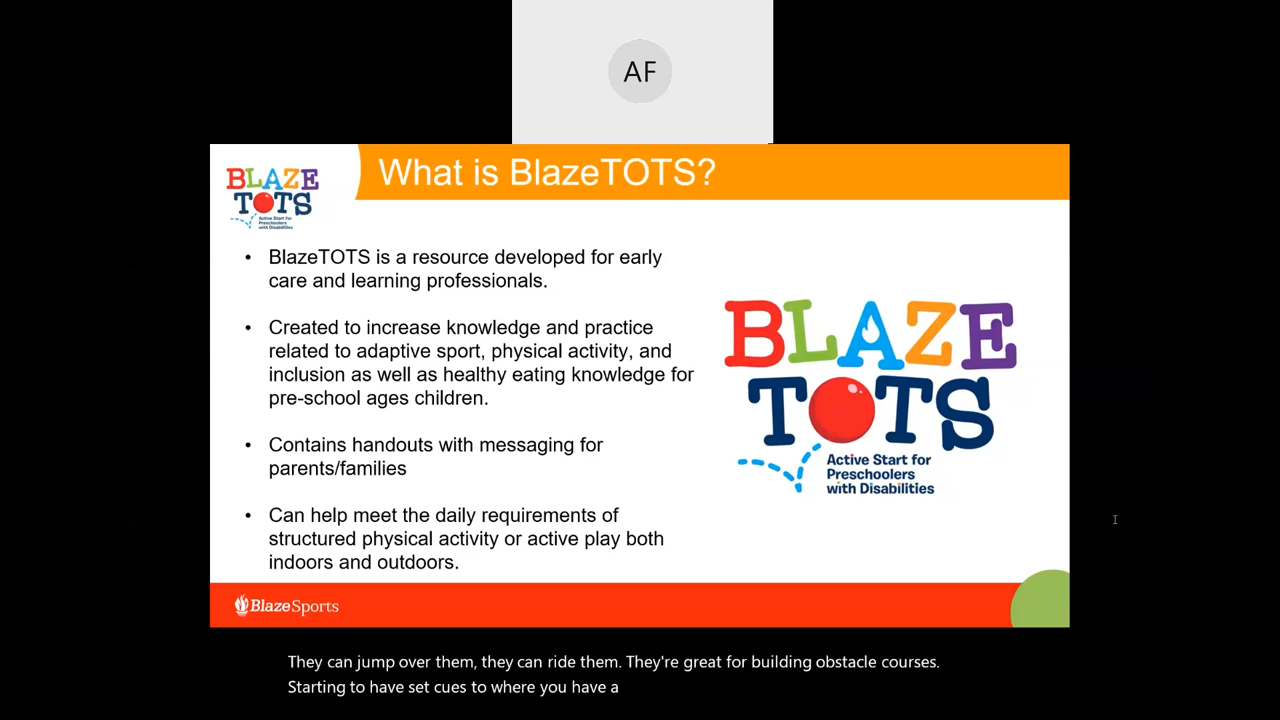 AF
What is BlazeTOTS?
BLAZE
TOTS
Active Start for
Preschoolers
with Disabilities
• BlazeTOTS is a resource developed for early
care and learning professionals.
• Created to increase knowledge and practice
related to adaptive sport, physical activity, and
inclusion as well as healthy eating knowledge for
pre-school ages children.
• Contains handouts with messaging for
parents/families
• Can help meet the daily requirements of
structured physical activity or active play both
indoors and outdoors.
BLAZE
TOTS
Active Start for
Preschoolers
with Disabilities
BlazeSports
They can jump over them, they can ride them. They're great for building obstacle courses.
Starting to have set cues to where you have a